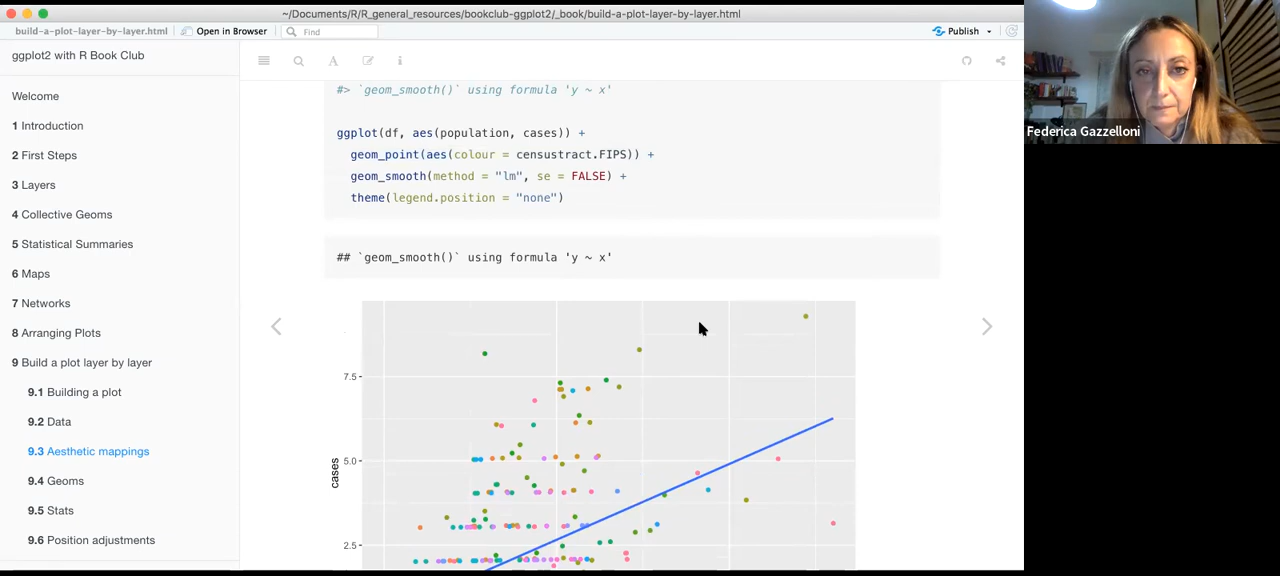 ~/Documents/R/R_general_resources/bookclub-ggplot2/_book/build-a-plot-layer-by-layer.html
build-a-plot-layer-by-layer.html
Open in Browser
Find
Publish
ggplot2 with R Book Club
Welcome
1 Introduction
2 First Steps
3 Layers
4 Collective Geoms
5 Statistical Summaries
6 Maps
7 Networks
8 Arranging Plots
9 Build a plot layer by layer
9.1 Building a plot
9.2 Data
9.3 Aesthetic mappings
9.4 Geoms
9.5 Stats
9.6 Position adjustments
A
#> `geom_smooth()` using formula 'y ~ x'
ggplot(df, aes(population, cases)) +
geom_point(aes(colour = censustract.FIPS)) +
geom_smooth(method = "lm", se = FALSE) +
theme(legend.position = "none")
## `geom_smooth()` using formula 'y ~ x'
7.5
5.0
2.5
cases
Federica Gazzelloni